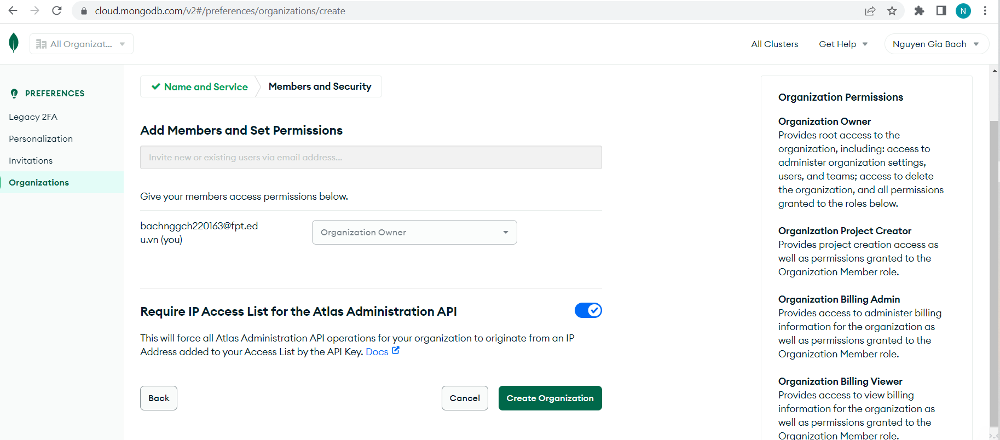 cloud.mongodb.com/v2#/preferences/organizations/create
N
All Organizat...
All Clusters
Get Help
Nguyen Gia Bach
PREFERENCES
Legacy 2FA
Personalization
Invitations
Organizations
Name and Service
Members and Security
Add Members and Set Permissions
Invite new or existing users via email address...
Give your members access permissions below.
bachnggch220163@fpt.ed
u.vn (you)
Organization Owner
Require IP Access List for the Atlas Administration API
This will force all Atlas Administration API operations for your organization to originate from an IP
Address added to your Access List by the API Key. Docs
Back
Cancel
Create Organization
Organization Permissions
Organization Owner
Provides root access to the
organization, including: access to
administer organization settings,
users, and teams; access to delete
the organization, and all permissions
granted to the roles below.
Organization Project Creator
Provides project creation access as
well as permissions granted to the
Organization Member role.
Organization Billing Admin
Provides access to administer billing
information for the organization as
well as permissions granted to the
Organization Member role.
Organization Billing Viewer
Provides access to view billing
information for the organization as
well as permissions granted to the
Organization Member role.